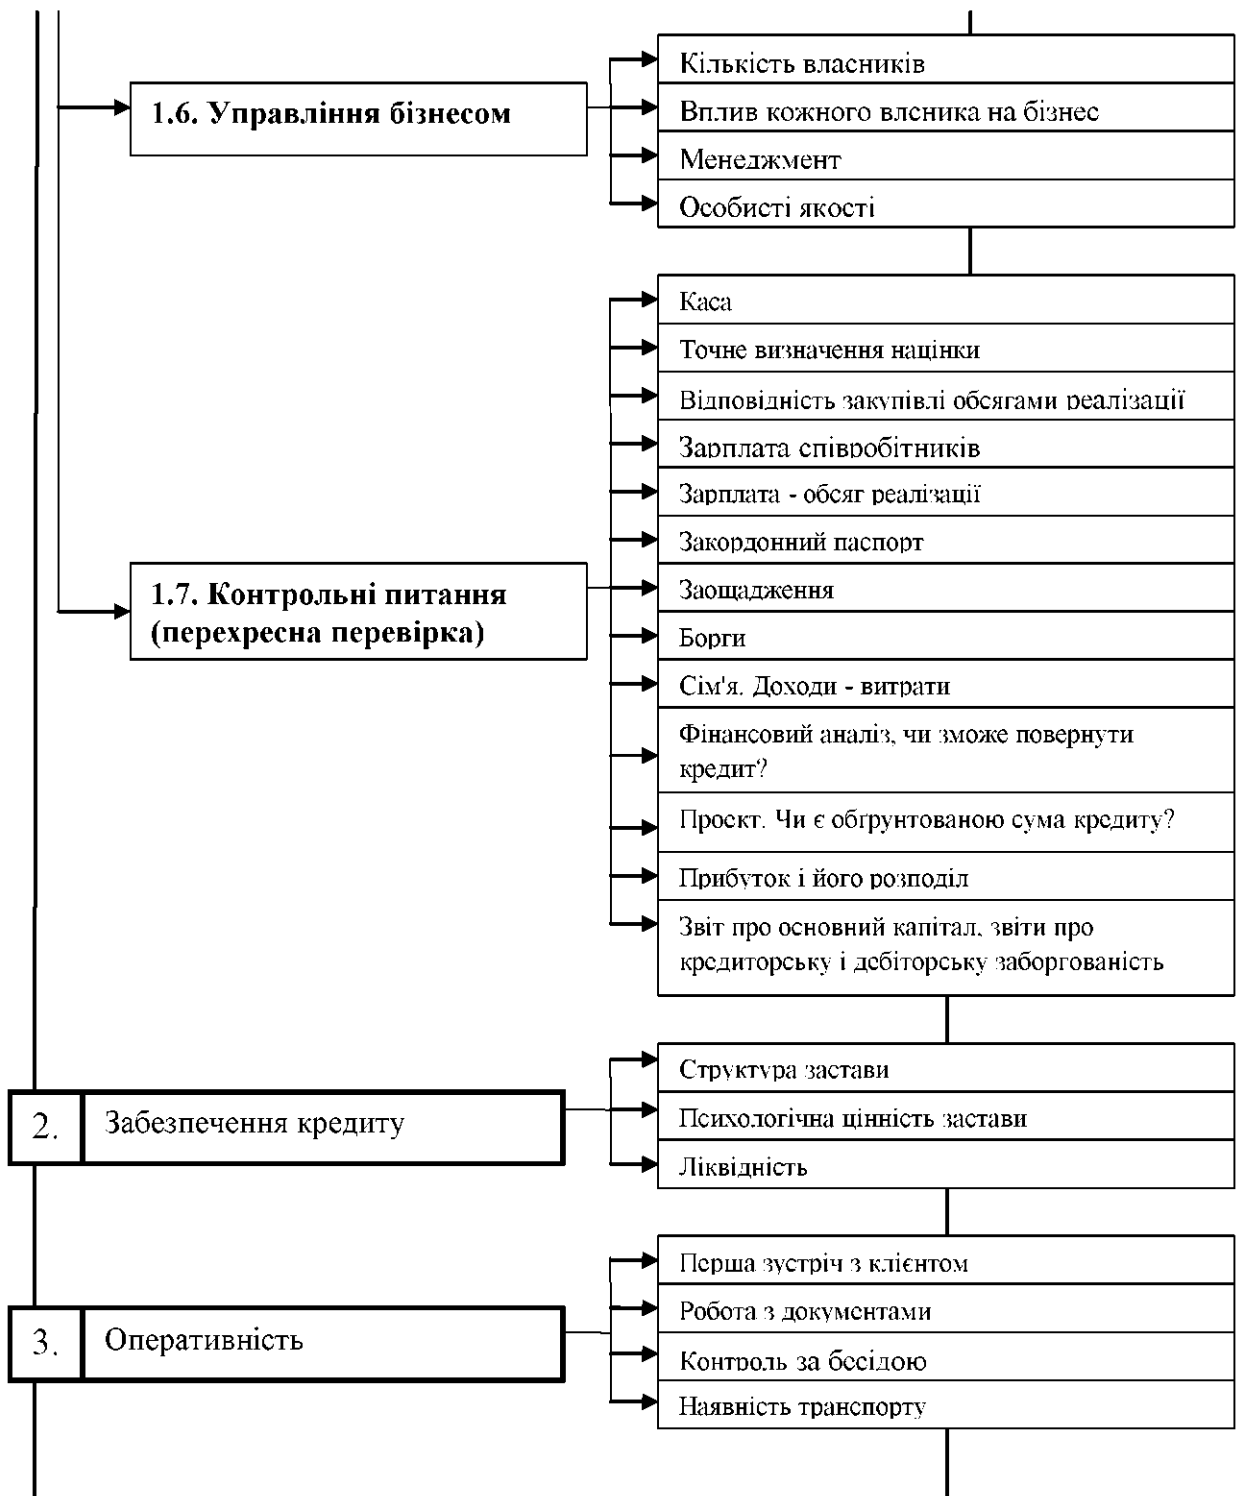 1.6. Управління бізнесом
Кількість власників
Вплив кожного влсника на бізнес
Менеджмент
Особисті якості
1.7. Контрольні питання
(перехресна перевірка)
Каса
Точне визначення націнки
Відповідність закупівлі обсягами реалізації
Зарплата співробітників
Зарплата - обсяг реалізації
Закордонний паспорт
Заощадження
Борги
Сім'я. Доходи - витрати
Фінансовий аналіз, чи зможе повернути
кредит?
Проєкт. Чи є обґрунтованою сума кредиту?
Прибуток і його розподіл
Звіт про основний капітал, звіти про
кредиторську і дебіторську заборгованість
2. Забезпечення кредиту
Структура застави
Психологічна цінність застави
Ліквідність
3. Оперативність
Перша зустріч з клієнтом
Робота з документами
Контроль за бесідою
Наявність транспорту